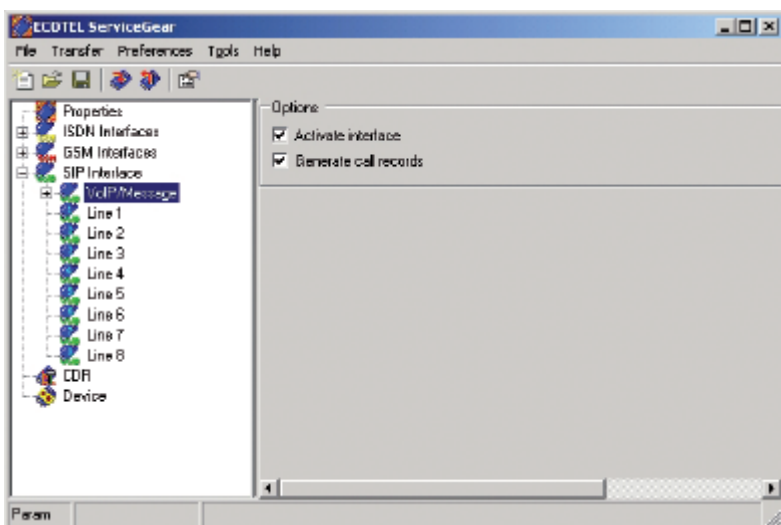 ECOTEL ServiceGear
File Transfer Preferences Tools Help
Properties
ISDN Interfaces
GSM Interfaces
SIP Interface
VoIP/Message
Line 1
Line 2
Line 3
Line 4
Line 5
Line 6
Line 7
Line 8
CDR
Device
Options
Activate interface
Generate call records
Param